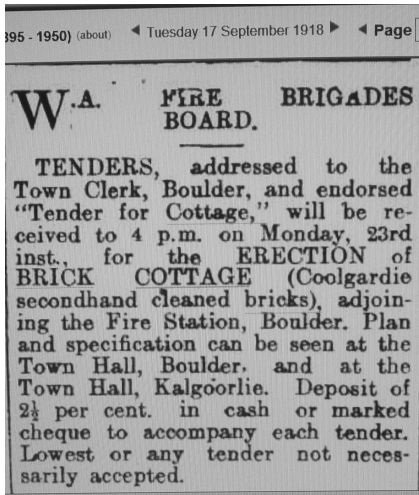 395 - 1950) (about) ◄ Tuesday 17 September 1918 ► ◄ Page
W.A. FIRE BRIGADES
BOARD.
TENDERS, addressed to the
Town Clerk, Boulder, and endorsed
"Tender for Cottage," will be re-
ceived to 4 p.m. on Monday, 23rd
inst., for the ERECTION of
BRICK COTTAGE (Coolgardie
secondhand cleaned bricks), adjoin-
ing the Fire Station, Boulder. Plan
and specification can be seen at the
Town Hall, Boulder, and at the
Town Hall, Kalgoorlie. Deposit of
2½ per cent. in cash or marked
cheque to accompany each tender.
Lowest or any tender not neces-
sarily accepted.